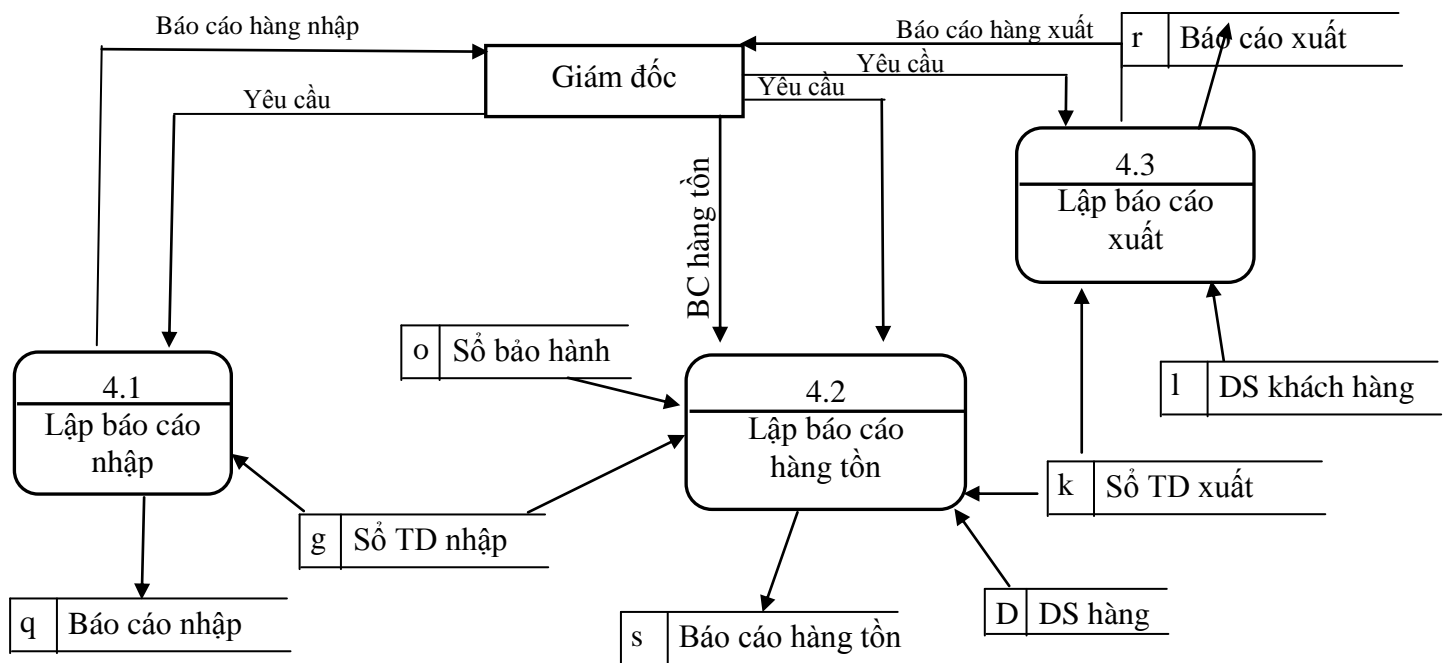 Báo cáo hàng nhập
Báo cáo hàng xuất
r Báo cáo xuất
Giám đốc
Yêu cầu
Yêu cầu
Yêu cầu
BC hàng tồn
4.3
Lập báo cáo
xuất
o Sổ bảo hành
4.1
Lập báo cáo
nhập
4.2
Lập báo cáo
hàng tồn
l DS khách hàng
k Sổ TD xuất
g Sổ TD nhập
q Báo cáo nhập
s Báo cáo hàng tồn
D DS hàng